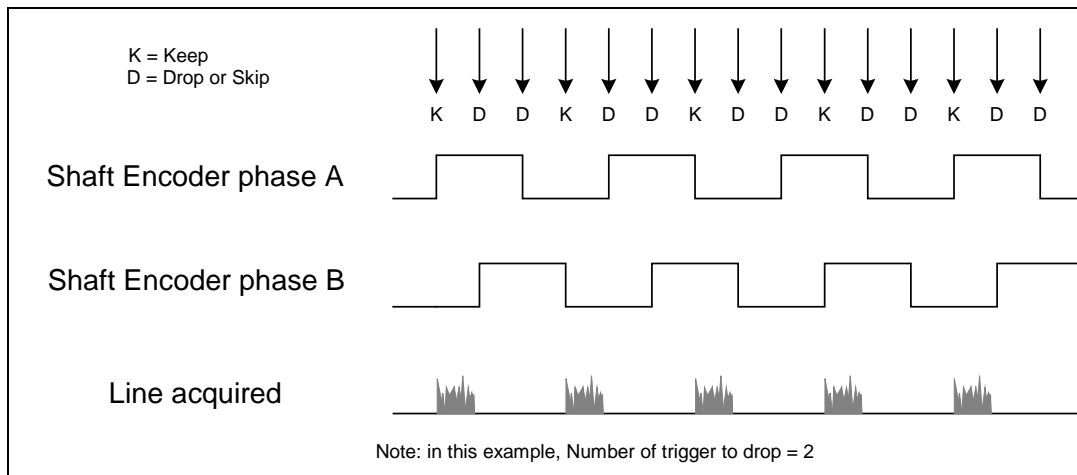 K = Keep
D = Drop or Skip
K D D K D D K D D K D D K D D
Shaft Encoder phase A
Shaft Encoder phase B
Line acquired
Note: in this example, Number of trigger to drop = 2